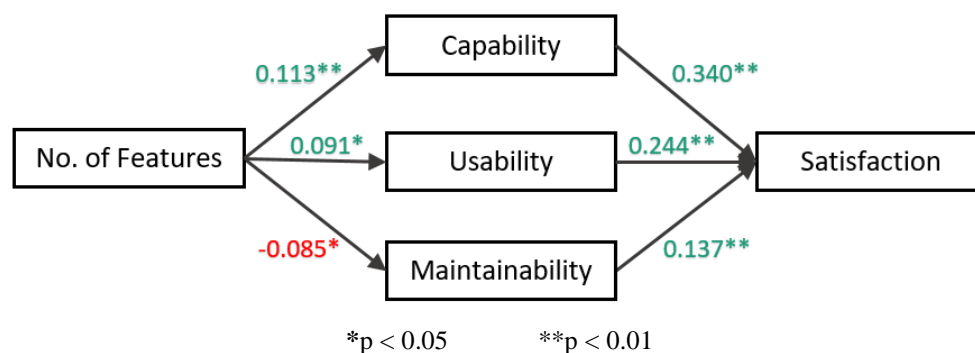 Capability
0.113**
0.340**
No. of Features
0.091*
Usability
0.244**
Satisfaction
-0.085*
Maintainability
0.137**
*p < 0.05 **p < 0.01